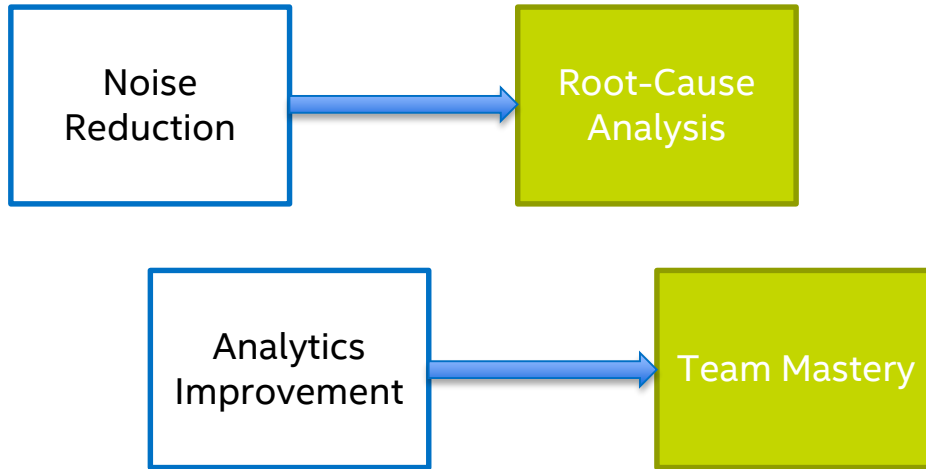 Noise
Reduction
Root-Cause
Analysis
Analytics
Improvement
Team Mastery